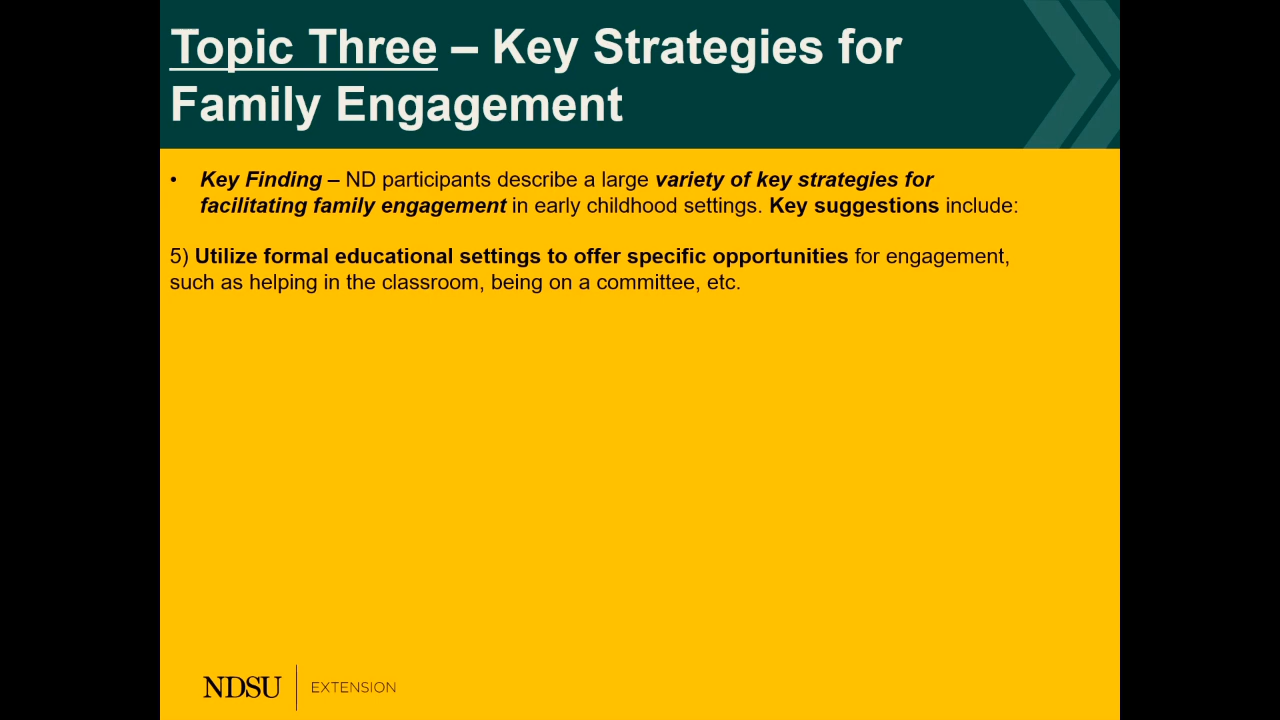 Topic Three – Key Strategies for
Family Engagement
• Key Finding – ND participants describe a large variety of key strategies for
facilitating family engagement in early childhood settings. Key suggestions include:
5) Utilize formal educational settings to offer specific opportunities for engagement,
such as helping in the classroom, being on a committee, etc.
NDSU EXTENSION